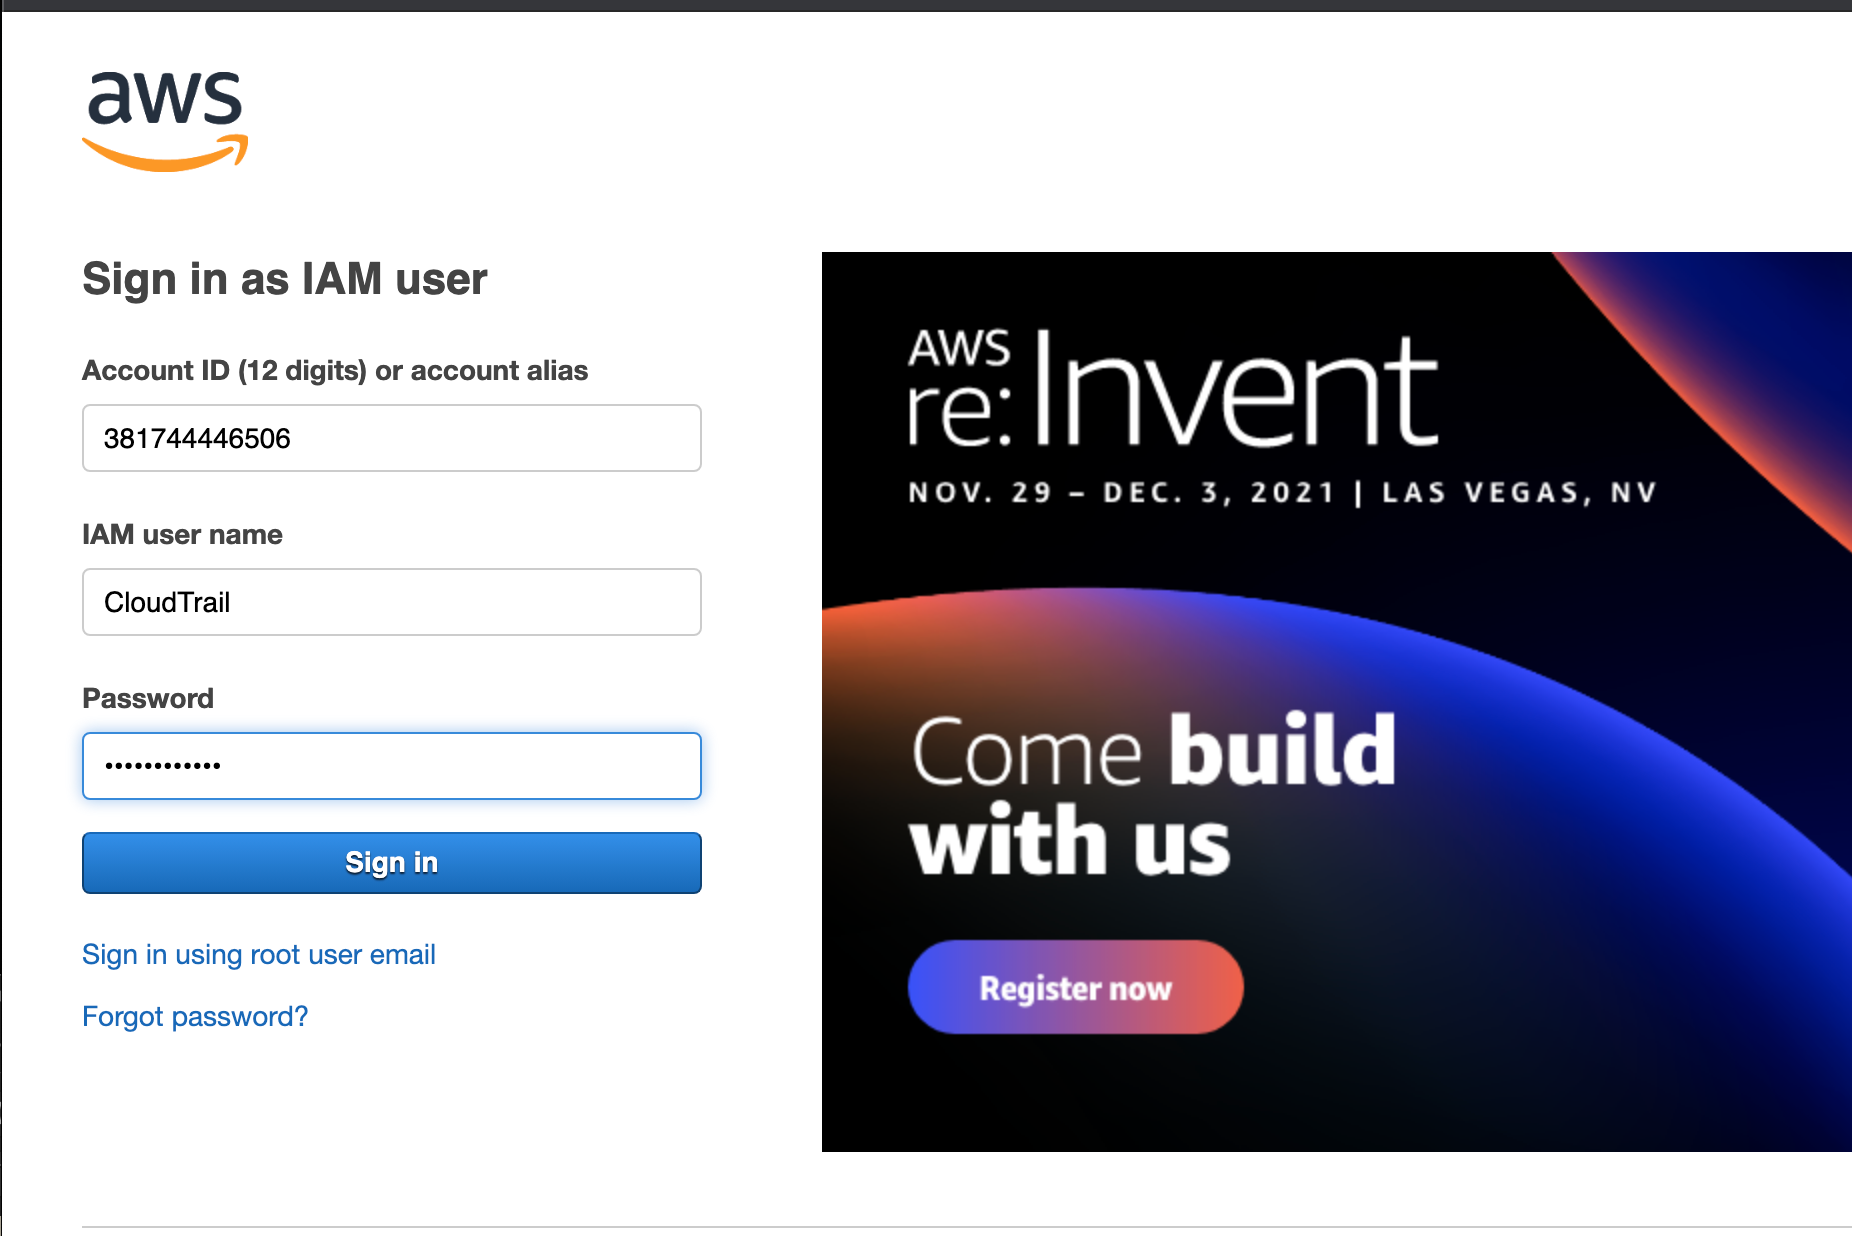 aws
Sign in as IAM user
Account ID (12 digits) or account alias
381744446506
IAM user name
CloudTrail
Password
••••••••••••
Sign in
Sign in using root user email
Forgot password?
AWS
re:Invent
NOV. 29 – DEC. 3, 2021 | LAS VEGAS, NV
Come build
with us
Register now